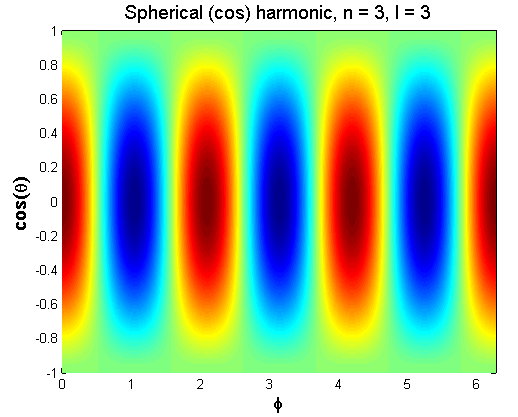 Spherical (cos) harmonic, n = 3, l = 3
1
0.8
0.6
0.4
0.2
0
-0.2
-0.4
-0.6
-0.8
-1
cos(θ)
0 1 2 3 4 5 6
ϕ